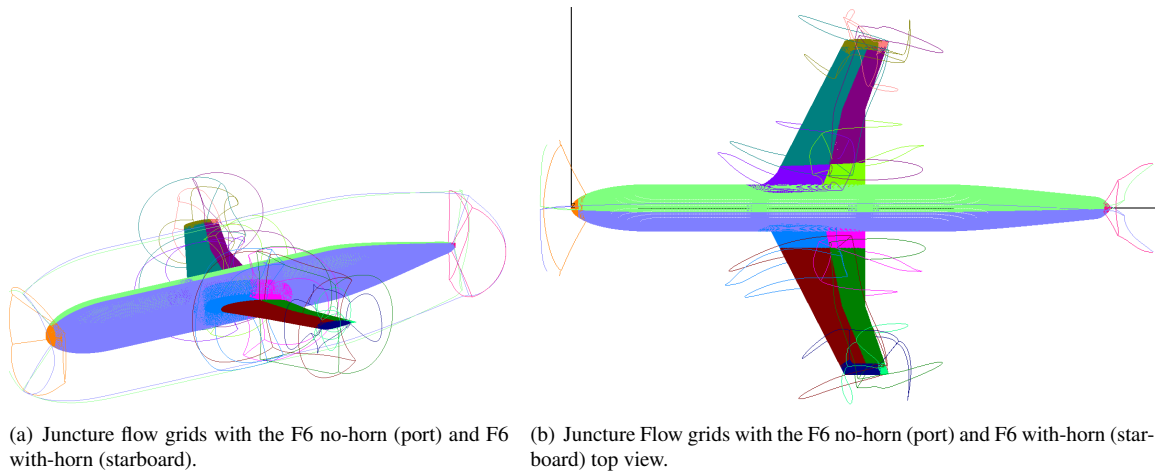 (a) Juncture flow grids with the F6 no-horn (port) and F6
with-horn (starboard).
(b) Juncture Flow grids with the F6 no-horn (port) and F6 with-horn (star-
board) top view.